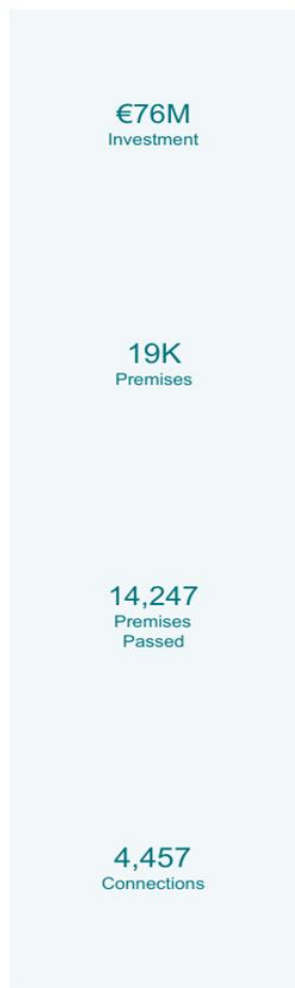 €76M
Investment
19K
Premises
14,247
Premises
Passed
4,457
Connections